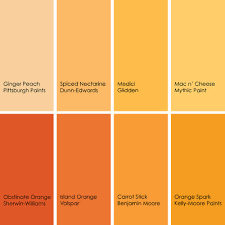 Ginger Peach
Pittsburgh Paints
Spiced Nectarine
Dunn-Edwards
Medici
Glidden
Mac n' Cheese
Mythic Paint
Obstinate Orange
Sherwin-Williams
Island Orange
Valspar
Carrot Stick
Benjamin Moore
Orange Spark
Kelly-Moore Paints